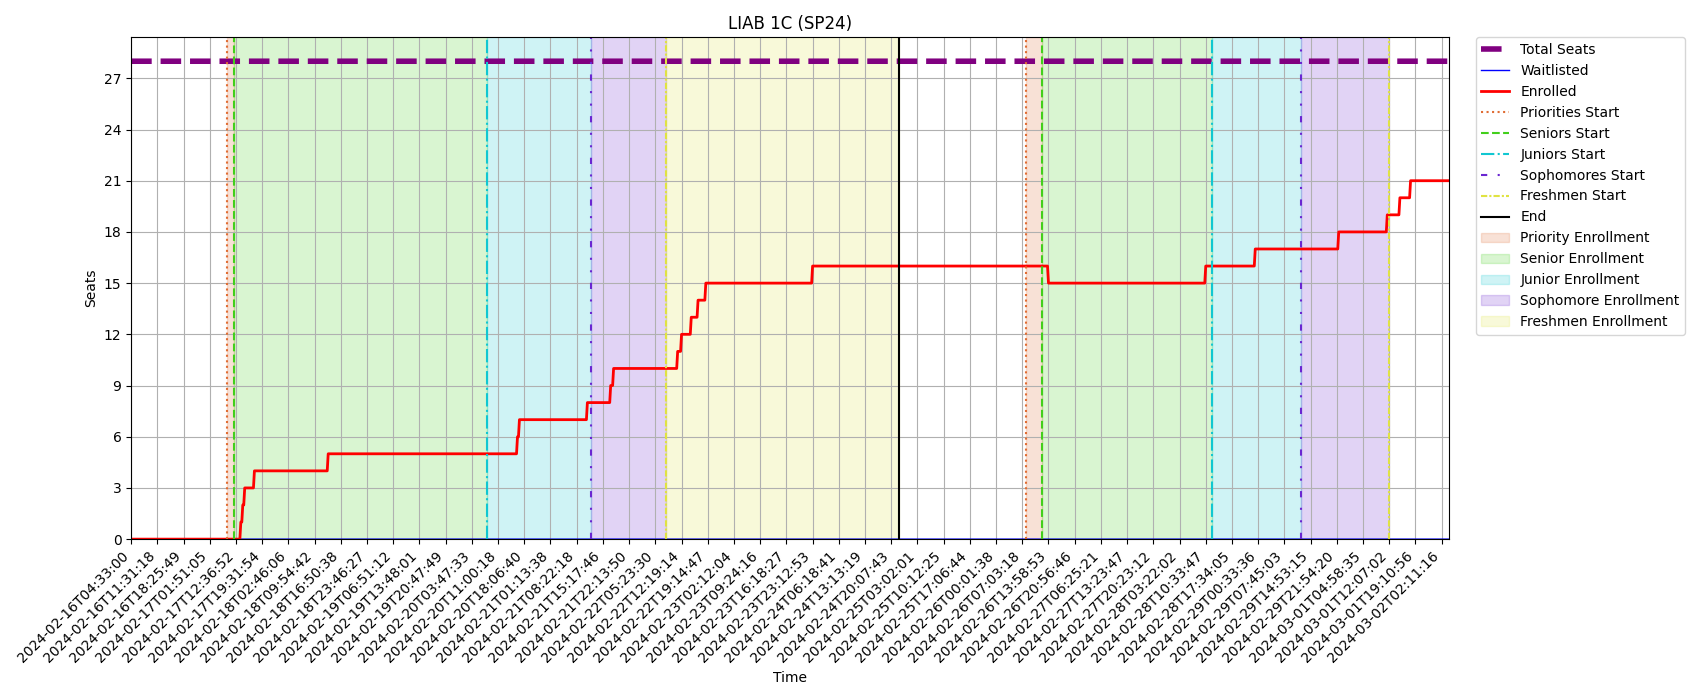 LIAB 1C (SP24)
Seats
27
24
21
18
15
12
9
6
3
0
2024-02-16T04:33:00
2024-02-16T11:31:18
2024-02-16T18:25:49
2024-02-17T01:51:05
2024-02-17T12:36:52
2024-02-17T19:31:54
2024-02-18T02:46:06
2024-02-18T09:54:42
2024-02-18T16:50:38
2024-02-18T23:46:27
2024-02-19T06:51:12
2024-02-19T13:48:01
2024-02-19T20:47:49
2024-02-20T03:47:33
2024-02-20T11:00:18
2024-02-20T18:06:40
2024-02-21T01:13:38
2024-02-21T08:22:18
2024-02-21T15:17:46
2024-02-21T22:13:50
2024-02-22T05:23:30
2024-02-22T12:19:14
2024-02-22T19:14:47
2024-02-23T02:12:04
2024-02-23T09:24:16
2024-02-23T16:18:27
2024-02-23T23:12:53
2024-02-24T06:18:41
2024-02-24T13:13:19
2024-02-24T20:07:43
2024-02-25T03:02:01
2024-02-25T10:12:25
2024-02-25T17:06:44
2024-02-26T00:01:38
2024-02-26T07:03:18
2024-02-26T13:58:53
2024-02-26T20:56:46
2024-02-27T06:25:21
2024-02-27T13:23:47
2024-02-27T20:23:12
2024-02-28T03:22:02
2024-02-28T10:33:47
2024-02-28T17:34:05
2024-02-29T00:33:36
2024-02-29T07:45:03
2024-02-29T14:53:15
2024-02-29T21:54:20
2024-03-01T04:58:35
2024-03-01T12:07:02
2024-03-01T19:10:56
2024-03-02T02:11:16
Time
Total Seats
Waitlisted
Enrolled
Priorities Start
Seniors Start
Juniors Start
Sophomores Start
Freshmen Start
End
Priority Enrollment
Senior Enrollment
Junior Enrollment
Sophomore Enrollment
Freshmen Enrollment